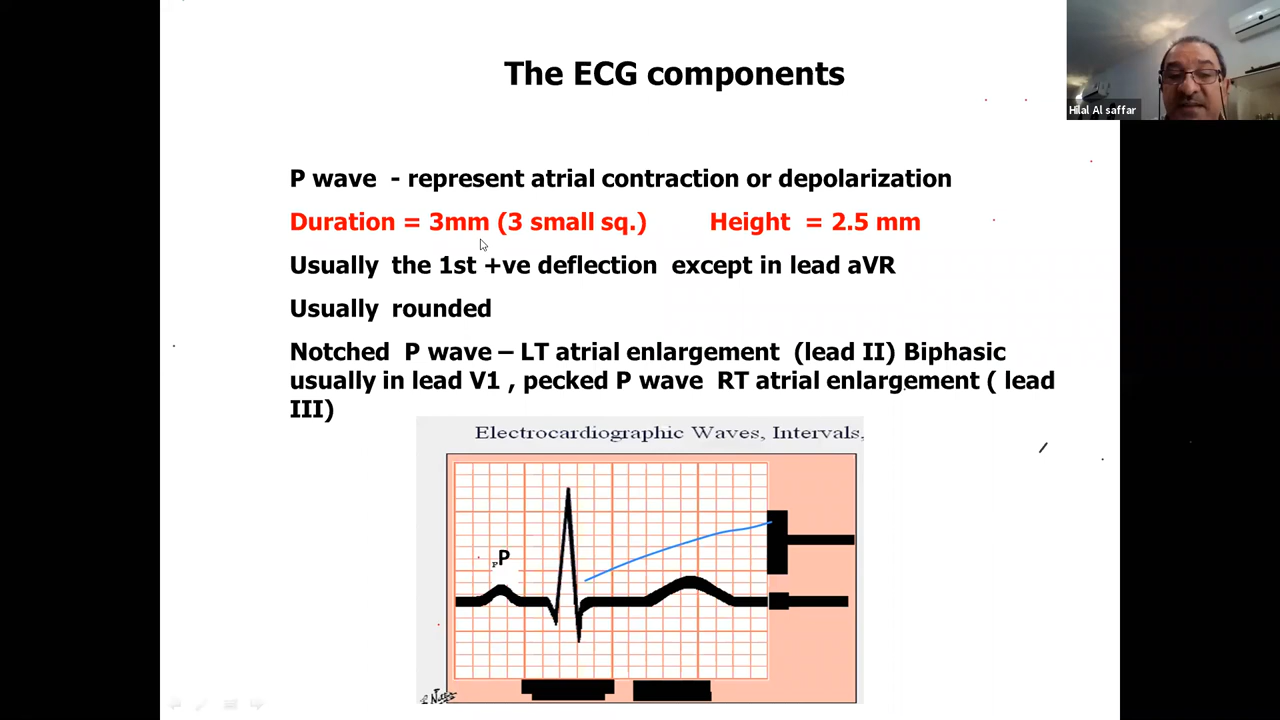 The ECG components
Hilal Al saffar
P wave - represent atrial contraction or depolarization
Duration = 3mm (3 small sq.) Height = 2.5 mm
Usually the 1st +ve deflection except in lead aVR
Usually rounded
Notched P wave – LT atrial enlargement (lead II) Biphasic
usually in lead V1 , pecked P wave RT atrial enlargement ( lead
III)
Electrocardiographic Waves, Intervals,
P